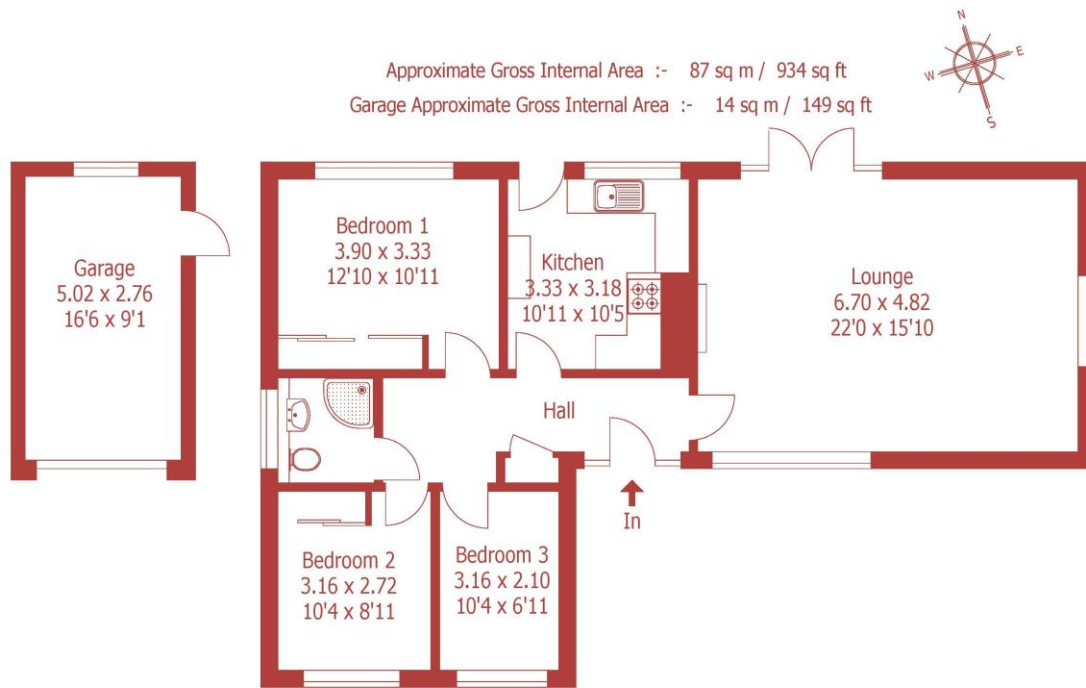 N
E
W
S
Approximate Gross Internal Area :- 87 sq m / 934 sq ft
Garage Approximate Gross Internal Area :- 14 sq m / 149 sq ft
Garage
5.02 x 2.76
16'6 x 9'1
Bedroom 1
3.90 x 3.33
12'10 x 10'11
Kitchen
3.33 x 3.18
10'11 x 10'5
Lounge
6.70 x 4.82
22'0 x 15'10
Hall
In
Bedroom 2
3.16 x 2.72
10'4 x 8'11
Bedroom 3
3.16 x 2.10
10'4 x 6'11